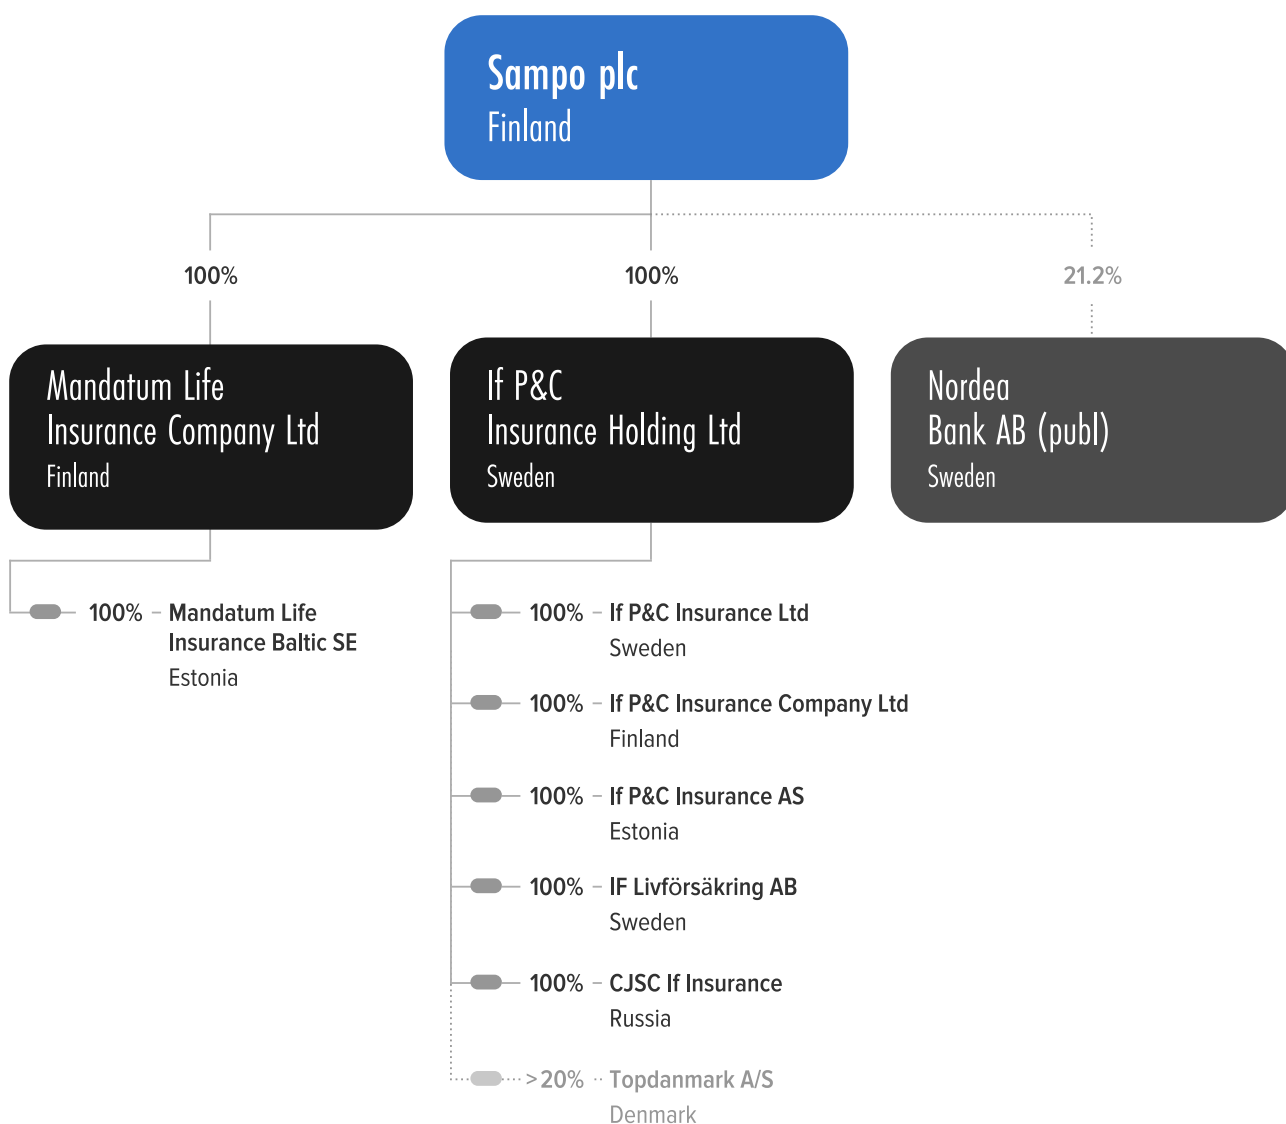 Sampo plc
Finland
100%
100%
21.2%
Mandatum Life
Insurance Company Ltd
Finland
If P&C
Insurance Holding Ltd
Sweden
Nordea
Bank AB (publ)
Sweden
100%
Mandatum Life
Insurance Baltic SE
Estonia
100%
If P&C Insurance Ltd
Sweden
100%
If P&C Insurance Company Ltd
Finland
100%
If P&C Insurance AS
Estonia
100%
IF Livförsäkring AB
Sweden
100%
CJSC If Insurance
Russia
>20%
Topdanmark A/S
Denmark